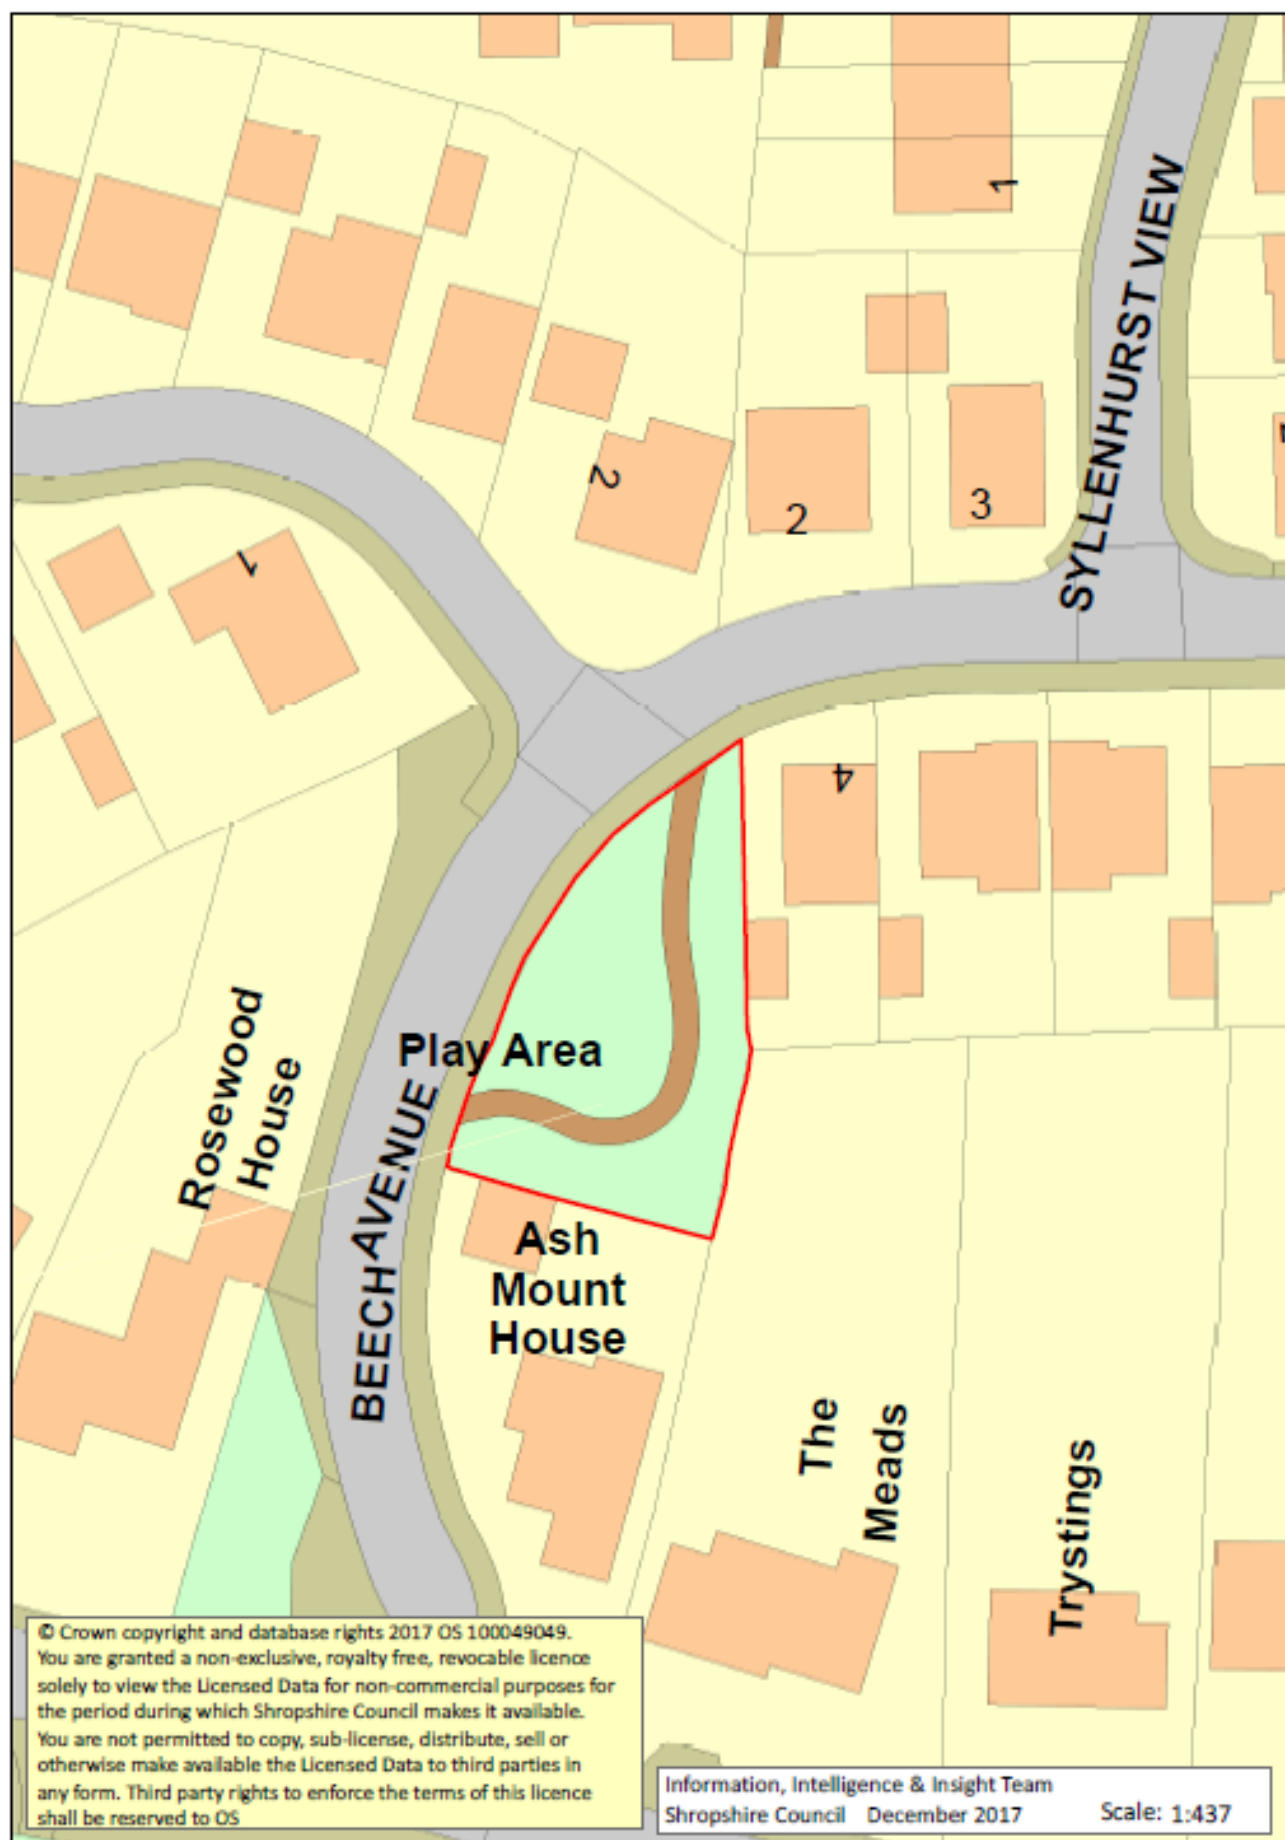 1
SYLLENHURST VIEW
2
2
3
1
4
Play Area
Rosewood
House
BEECH AVENUE
Ash
Mount
House
The
Meads
Trystings
© Crown copyright and database rights 2017 OS 100049049.
You are granted a non-exclusive, royalty free, revocable licence
solely to view the Licensed Data for non-commercial purposes for
the period during which Shropshire Council makes it available.
You are not permitted to copy, sub-license, distribute, sell or
otherwise make available the Licensed Data to third parties in
any form. Third party rights to enforce the terms of this licence
shall be reserved to OS
Information, Intelligence & Insight Team
Shropshire Council December 2017 Scale: 1:437